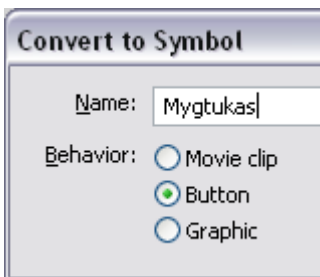 Convert to Symbol
Name: Mygtukas
Behavior: Movie clip
Button
Graphic